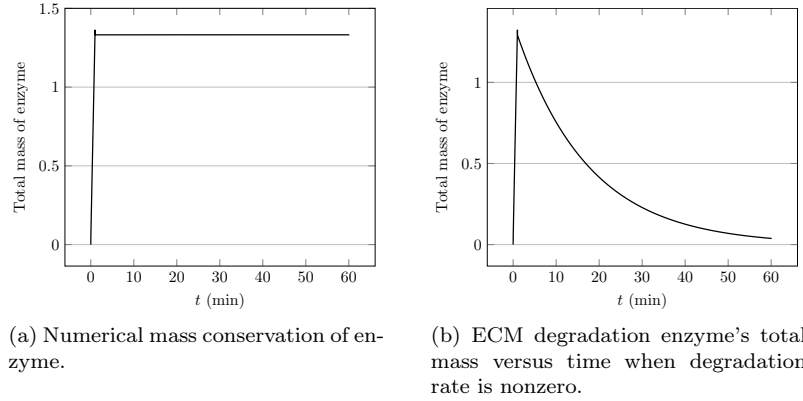 1.5
1
0.5
0
Total mass of enzyme
0 10 20 30 40 50 60
t (min)
(a) Numerical mass conservation of en-
zyme.
1
0.5
0
Total mass of enzyme
0 10 20 30 40 50 60
t (min)
(b) ECM degradation enzyme's total
mass versus time when degradation
rate is nonzero.